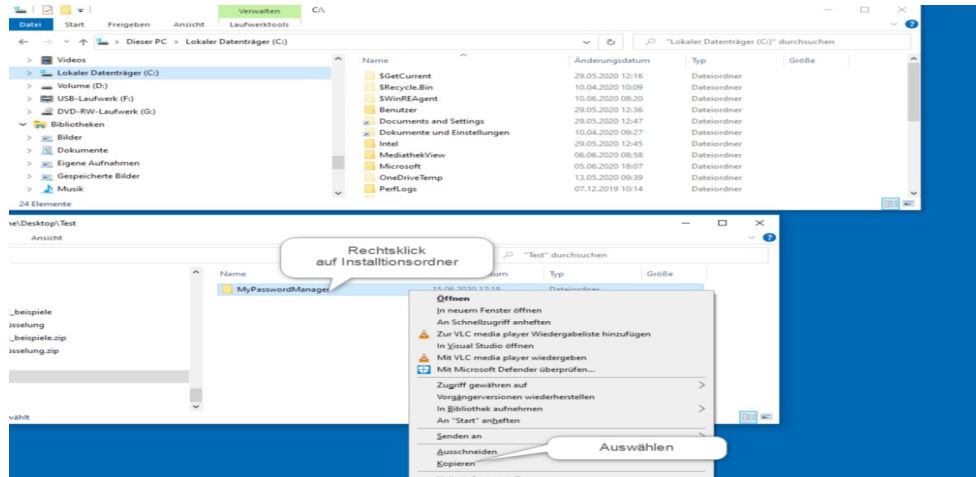 Verwalten C:\
Datei Start Freigeben Ansicht Laufwerktools
Dieser PC > Lokaler Datenträger (C:)
"Lokaler Datenträger (C:)" durchsuchen
Videos
Lokaler Datenträger (C:)
Volume (D:)
USB-Laufwerk (F:)
DVD-RW-Laufwerk (G:)
Bibliotheken
Bilder
Dokumente
Eigene Aufnahmen
Gespeicherte Bilder
Musik
Name Änderungsdatum Typ Größe
$GetCurrent 29.05.2020 12:16 Dateiordner
$Recycle.Bin 10.04.2020 10:09 Dateiordner
$WinREAgent 10.06.2020 08:20 Dateiordner
Benutzer 29.05.2020 12:36 Dateiordner
Documents and Settings 29.05.2020 12:47 Dateiordner
Dokumente und Einstellungen 10.04.2020 09:27 Dateiordner
Intel 29.05.2020 12:45 Dateiordner
MediathekView 06.06.2020 08:58 Dateiordner
Microsoft 05.06.2020 18:07 Dateiordner
OneDriveTemp 13.05.2020 09:39 Dateiordner
PerfLogs 07.12.2019 10:14 Dateiordner
24 Elemente
ne\Desktop\Test
Ansicht
"Test" durchsuchen
Rechtsklick
auf Installtionsordner
Name tum Typ Größe
MyPasswordManager 15.06.2020 17:18 Dateiordner
_beispiele
isselung
_beispiele.zip
isselung.zip
wählt
Öffnen
In neuem Fenster öffnen
An Schnellzugriff anheften
Zur VLC media player Wiedergabeliste hinzufügen
In Visual Studio öffnen
Mit VLC media player wiedergeben
Mit Microsoft Defender überprüfen...
Zugriff gewähren auf
Vorgängerversionen wiederherstellen
In Bibliothek aufnehmen
An "Start" anheften
Senden an
Ausschneiden
Kopieren
Auswählen